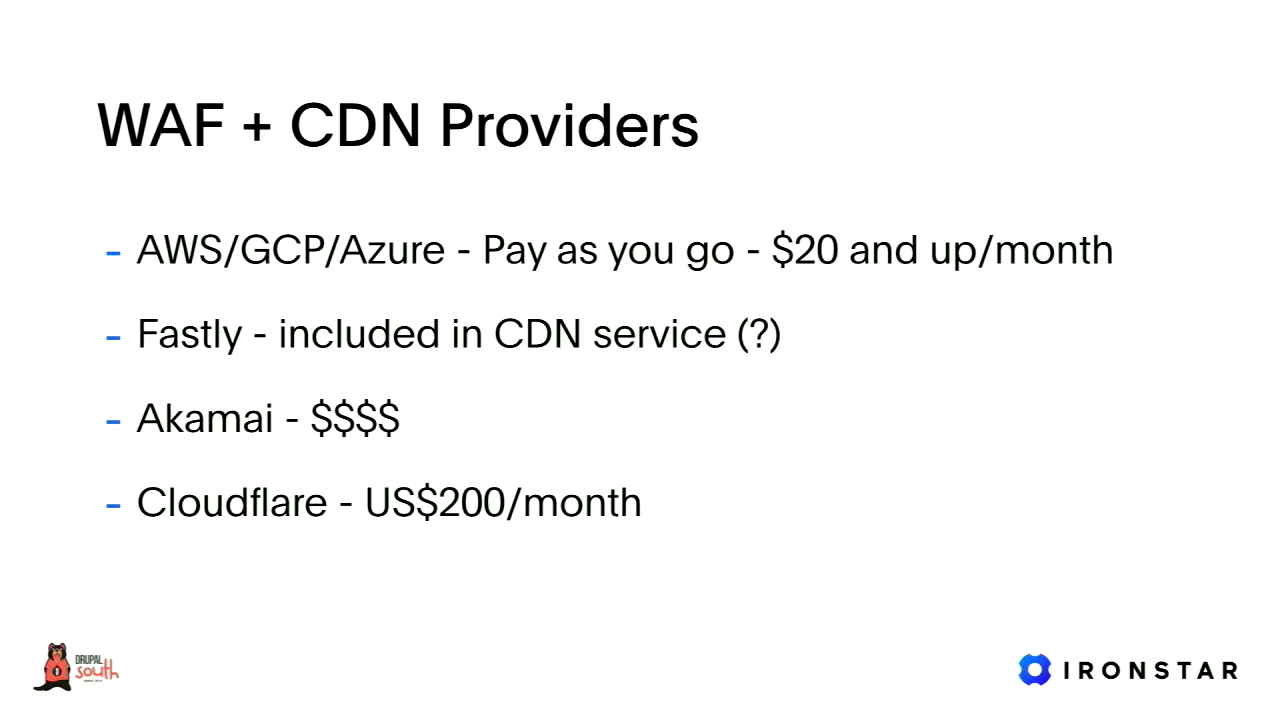 WAF + CDN Providers
- AWS/GCP/Azure - Pay as you go - $20 and up/month
- Fastly - included in CDN service (?)
- Akamai - $$$$
- Cloudflare - US$200/month
DRUPAL
south
IRONSTAR